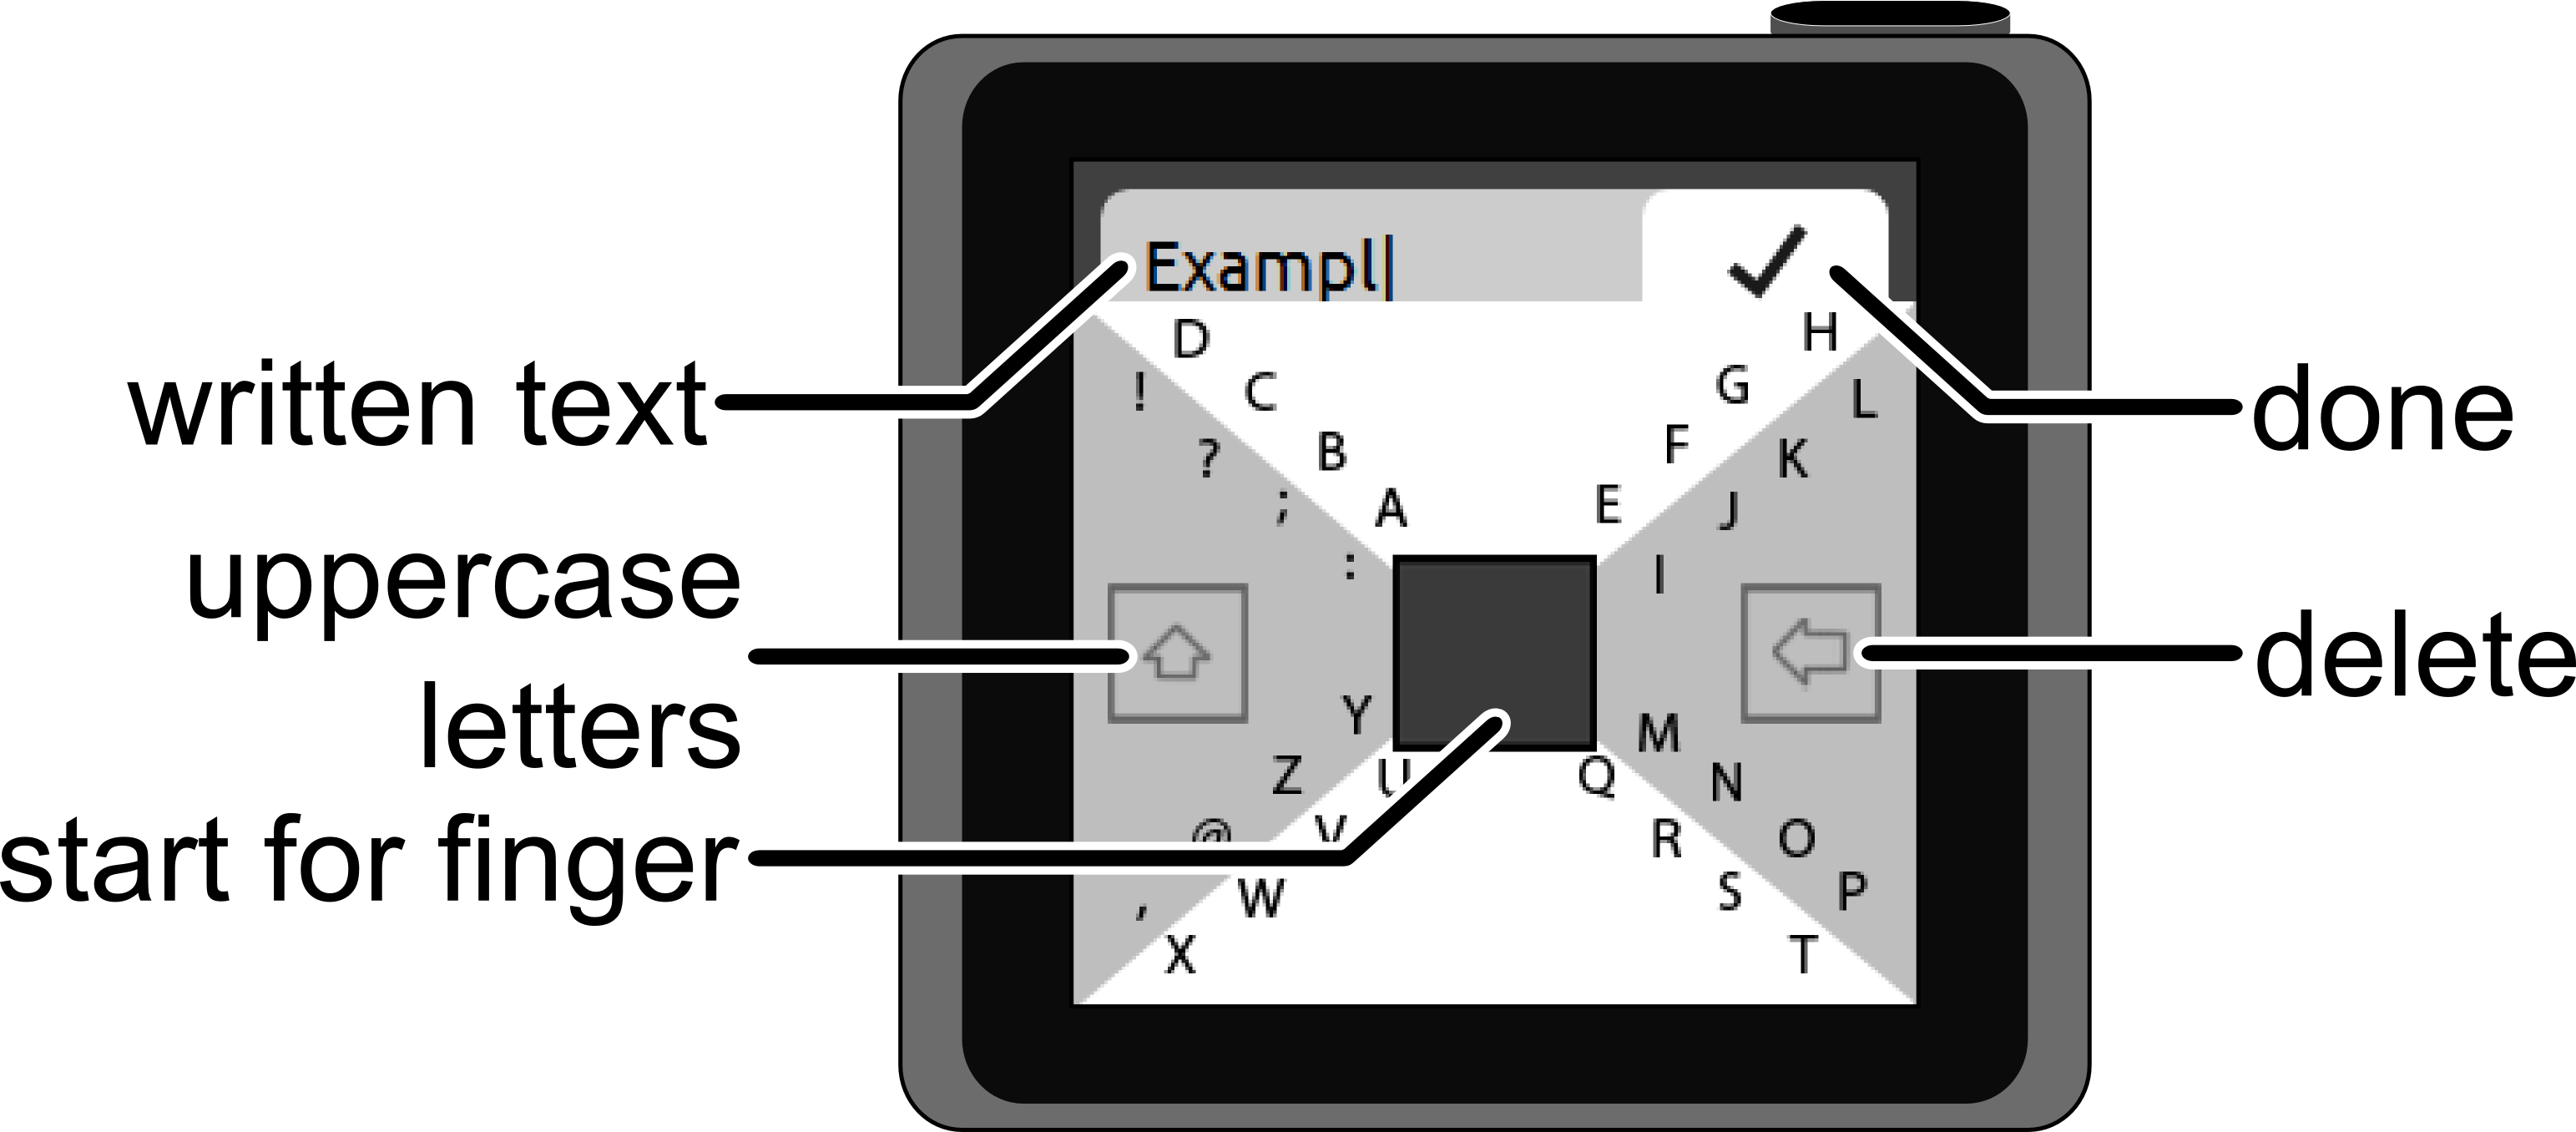 Exampl
D H
! C G L
? B F K
; A E J
: I
written text
done
uppercase
letters
delete
Y M
Z U Q N
@ V R O
start for finger
, W S P
X T